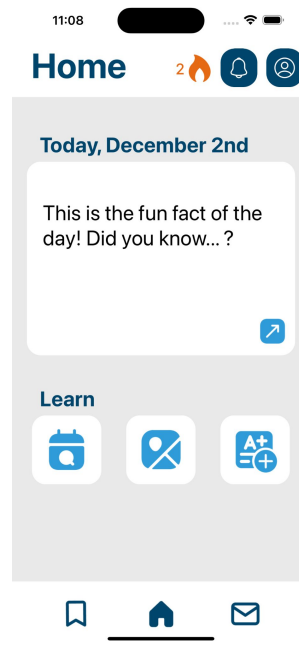 11:08
Home
2
Today, December 2nd
This is the fun fact of the
day! Did you know... ?
Learn
A+